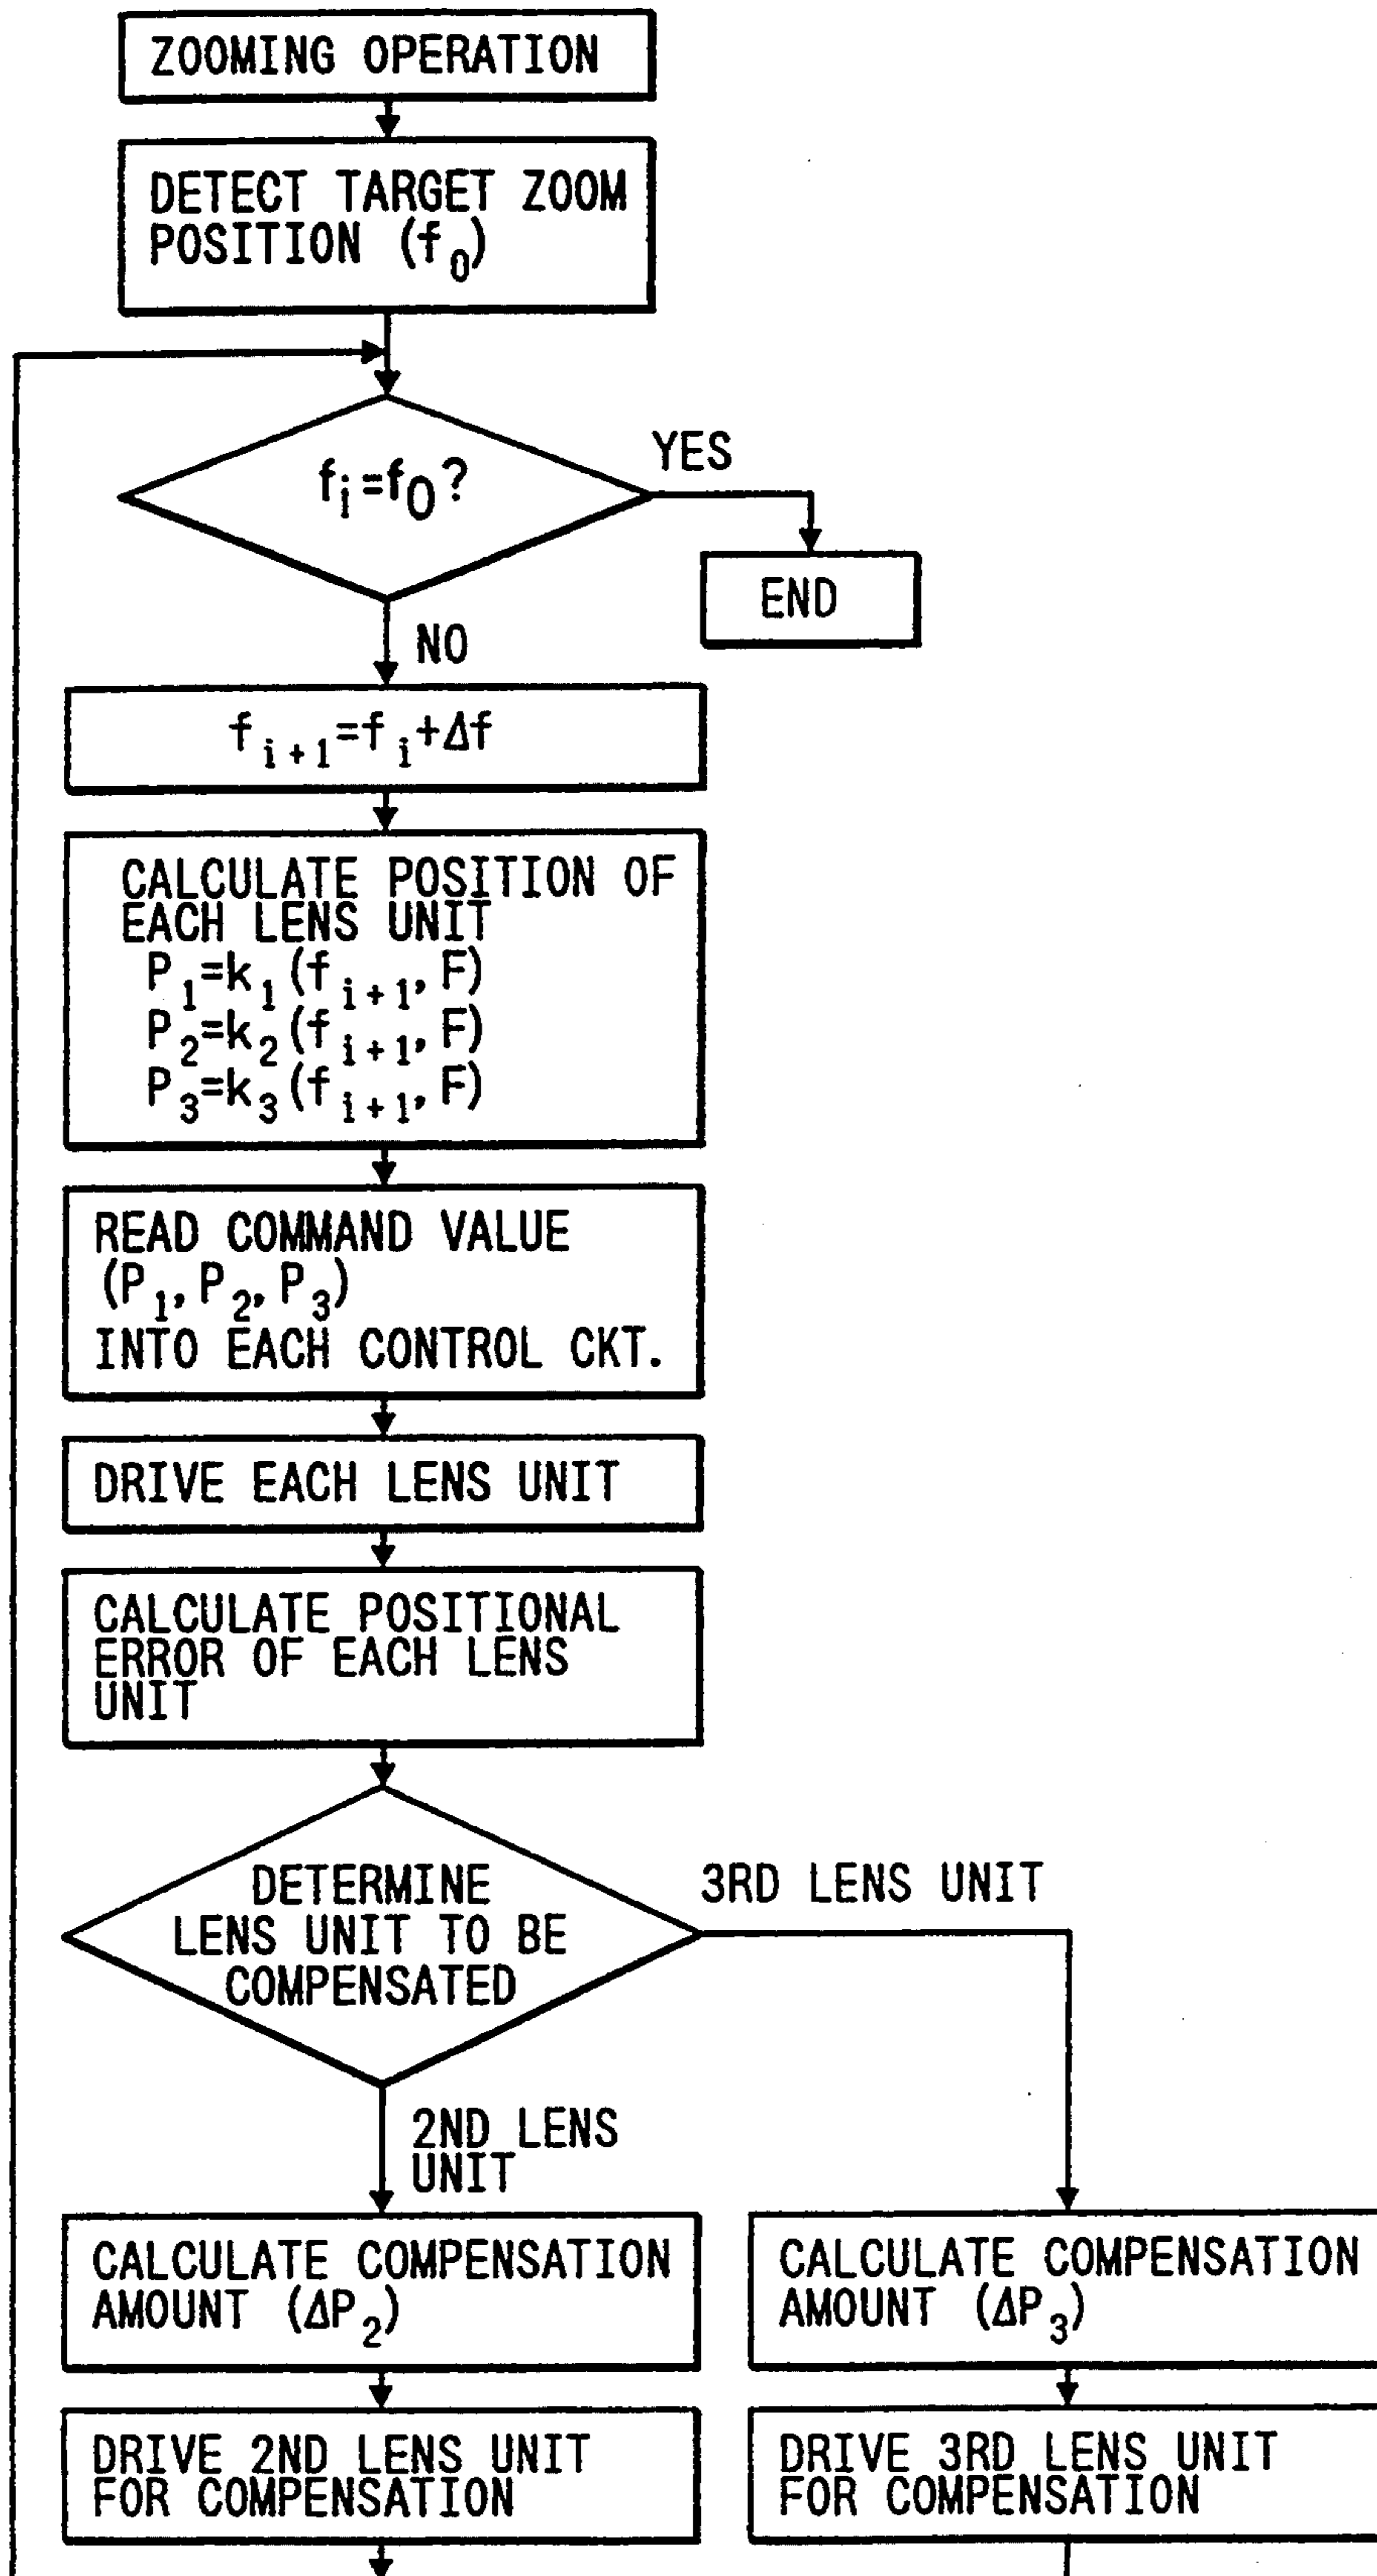 ZOOMING OPERATION
DETECT TARGET ZOOM
POSITION (f₀)
fᵢ=f₀?
YES
END
NO
fᵢ₊₁=fᵢ+Δf
CALCULATE POSITION OF
EACH LENS UNIT
P₁=k₁(fᵢ₊₁, F)
P₂=k₂(fᵢ₊₁, F)
P₃=k₃(fᵢ₊₁, F)
READ COMMAND VALUE
(P₁, P₂, P₃)
INTO EACH CONTROL CKT.
DRIVE EACH LENS UNIT
CALCULATE POSITIONAL
ERROR OF EACH LENS
UNIT
DETERMINE
LENS UNIT TO BE
COMPENSATED
3RD LENS UNIT
2ND LENS
UNIT
CALCULATE COMPENSATION
AMOUNT (ΔP₂)
CALCULATE COMPENSATION
AMOUNT (ΔP₃)
DRIVE 2ND LENS UNIT
FOR COMPENSATION
DRIVE 3RD LENS UNIT
FOR COMPENSATION